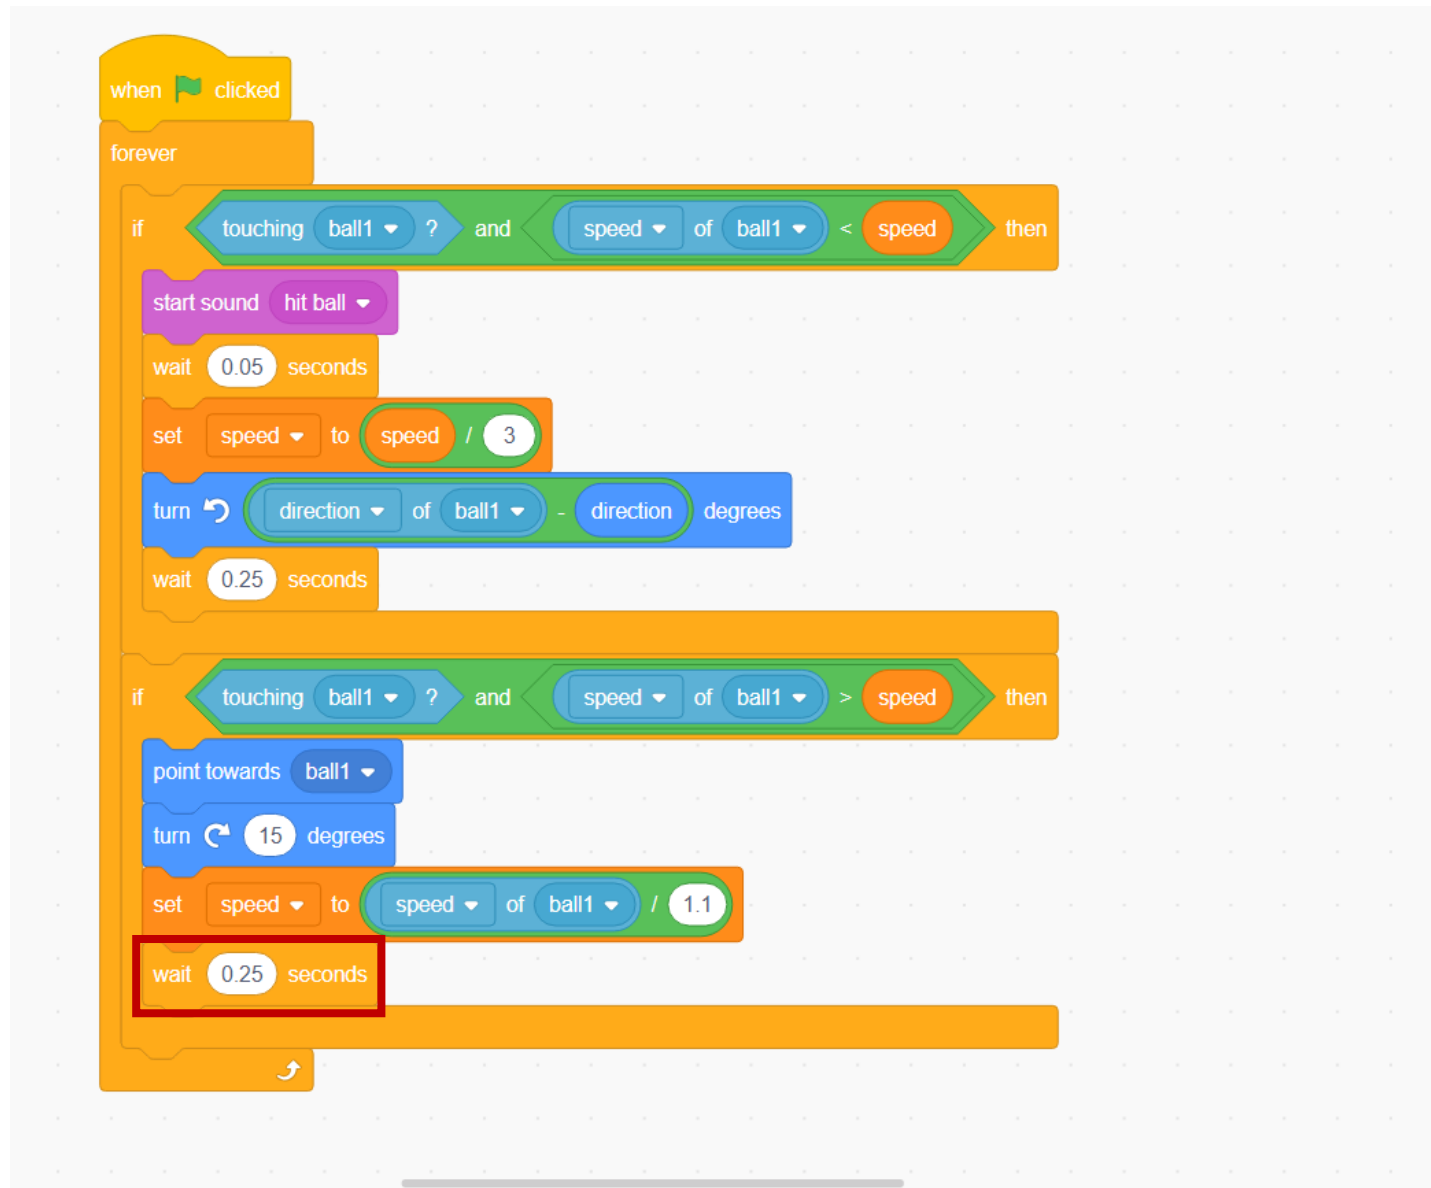 when clicked
forever
if touching ball1 ? and speed of ball1 < speed then
start sound hit ball
wait 0.05 seconds
set speed to speed / 3
turn direction of ball1 - direction degrees
wait 0.25 seconds
if touching ball1 ? and speed of ball1 > speed then
point towards ball1
turn 15 degrees
set speed to speed of ball1 / 1.1
wait 0.25 seconds